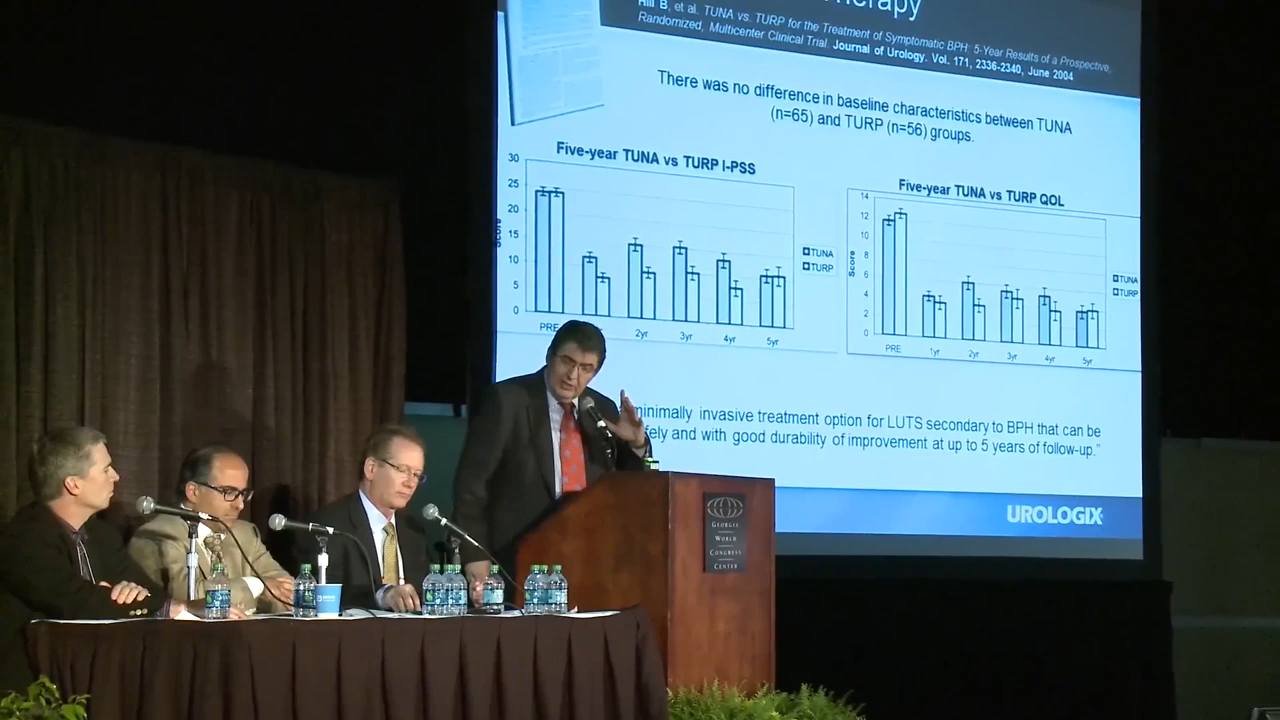 Therapy
Hill B, et al. TUNA vs. TURP for the Treatment of Symptomatic BPH: 5-Year Results of a Prospective,
Randomized, Multicenter Clinical Trial. Journal of Urology. Vol. 171, 2336-2340, June 2004
There was no difference in baseline characteristics between TUNA
(n=65) and TURP (n=56) groups.
Five-year TUNA vs TURP I-PSS
30
25
20
15
10
5
0
Score
PRE
2yr
3yr
4yr
5yr
TUNA
TURP
Five-year TUNA vs TURP QOL
14
12
10
8
6
4
2
0
Score
PRE
1yr
2yr
3yr
4yr
5yr
TUNA
TURP
minimally invasive treatment option for LUTS secondary to BPH that can be
fely and with good durability of improvement at up to 5 years of follow-up."
UROLOGIX
GEORGIA
WORLD
CONGRESS
CENTER